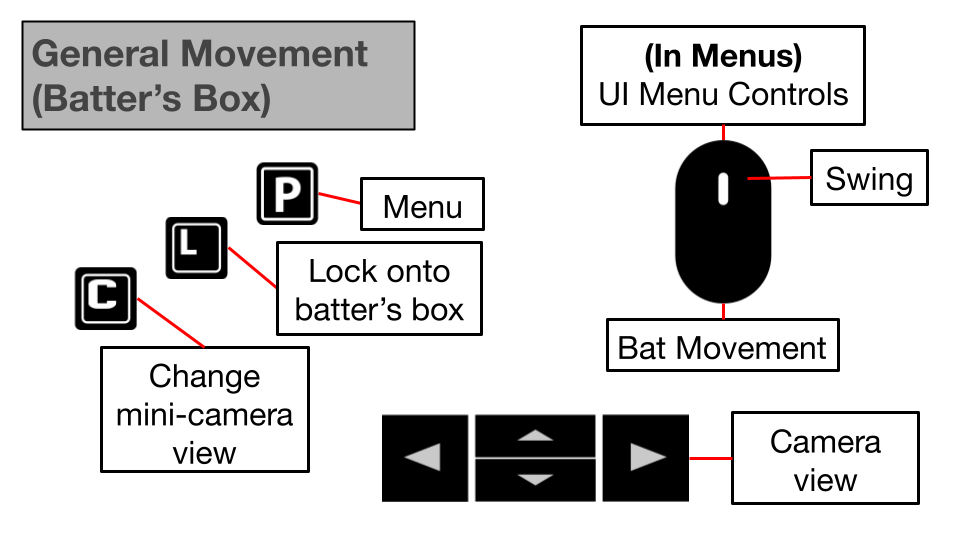 General Movement
(Batter's Box)
(In Menus)
UI Menu Controls
Swing
P
Menu
L
Lock onto
batter's box
C
Change
mini-camera
view
Bat Movement
Camera
view